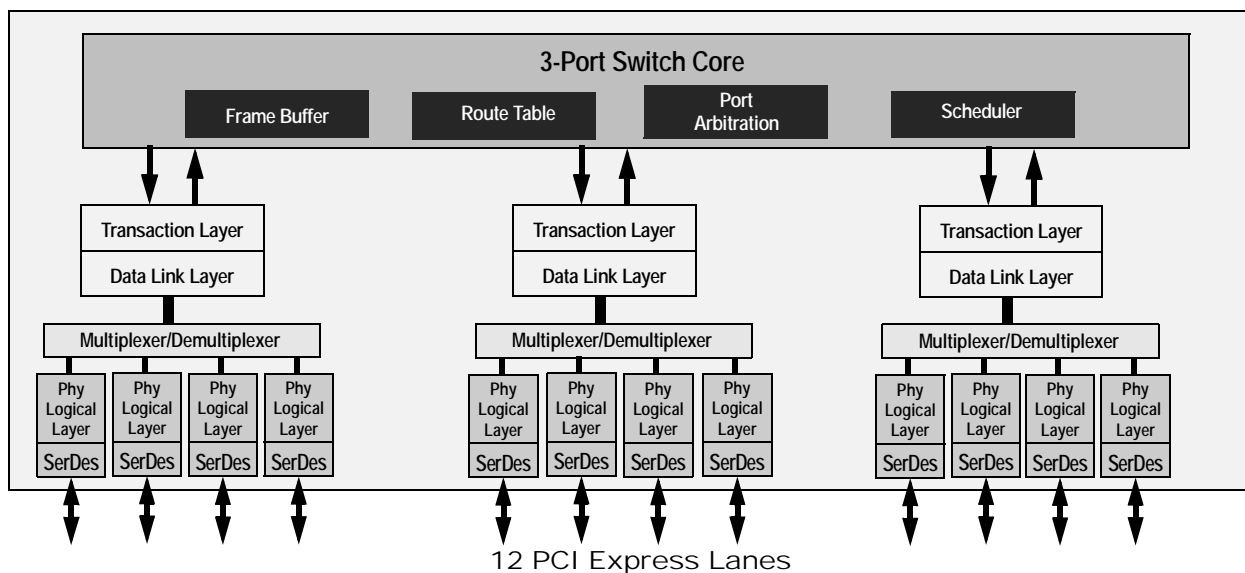 3-Port Switch Core
Frame Buffer
Route Table
Port
Arbitration
Scheduler
Transaction Layer
Data Link Layer
Multiplexer/Demultiplexer
Phy
Logical
Layer
SerDes
Phy
Logical
Layer
SerDes
Phy
Logical
Layer
SerDes
Phy
Logical
Layer
SerDes
Transaction Layer
Data Link Layer
Multiplexer/Demultiplexer
Phy
Logical
Layer
SerDes
Phy
Logical
Layer
SerDes
Phy
Logical
Layer
SerDes
Phy
Logical
Layer
SerDes
Transaction Layer
Data Link Layer
Multiplexer/Demultiplexer
Phy
Logical
Layer
SerDes
Phy
Logical
Layer
SerDes
Phy
Logical
Layer
SerDes
Phy
Logical
Layer
SerDes
12 PCI Express Lanes